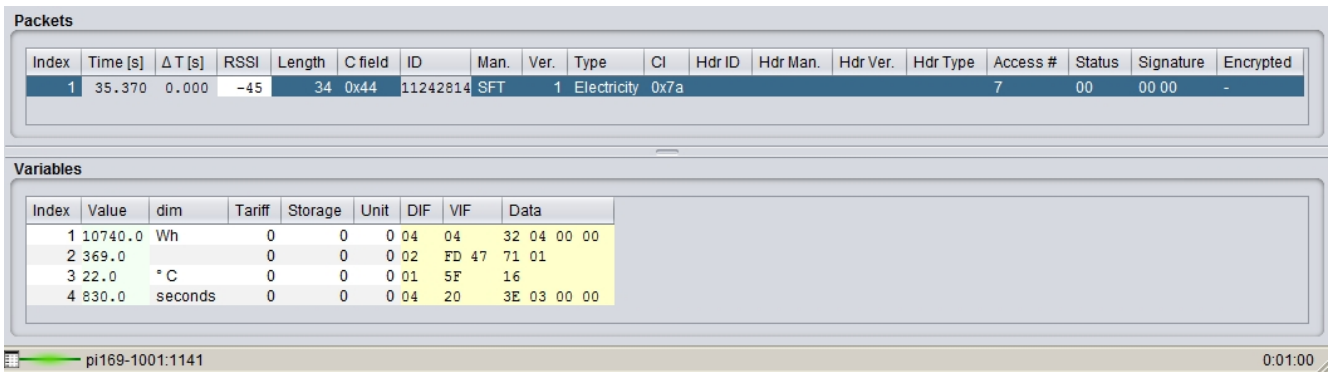 Packets
Index Time [s] Δ T [s] RSSI Length C field ID Man. Ver. Type CI Hdr ID Hdr Man. Hdr Ver. Hdr Type Access # Status Signature Encrypted
1 35.370 0.000 -45 34 0x44 11242814 SFT 1 Electricity 0x7a 7 00 00 00 -
Variables
Index Value dim Tariff Storage Unit DIF VIF Data
1 10740.0 Wh 0 0 0 04 04 32 04 00 00
2 369.0 0 0 0 02 FD 47 71 01
3 22.0 ° C 0 0 0 01 5F 16
4 830.0 seconds 0 0 0 04 20 3E 03 00 00
pi169-1001:1141 0:01:00